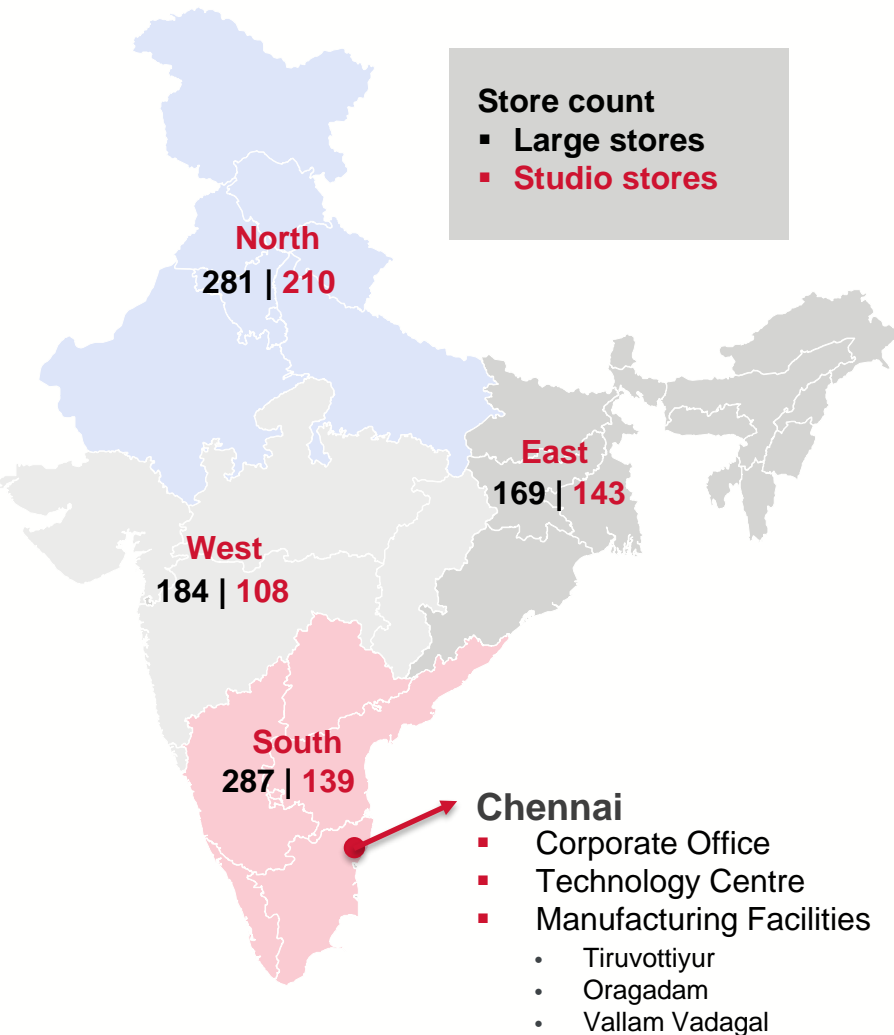 Store count
▪ Large stores
▪ Studio stores
North
281 | 210
East
169 | 143
West
184 | 108
South
287 | 139
Chennai
▪ Corporate Office
▪ Technology Centre
▪ Manufacturing Facilities
• Tiruvottiyur
• Oragadam
• Vallam Vadagal